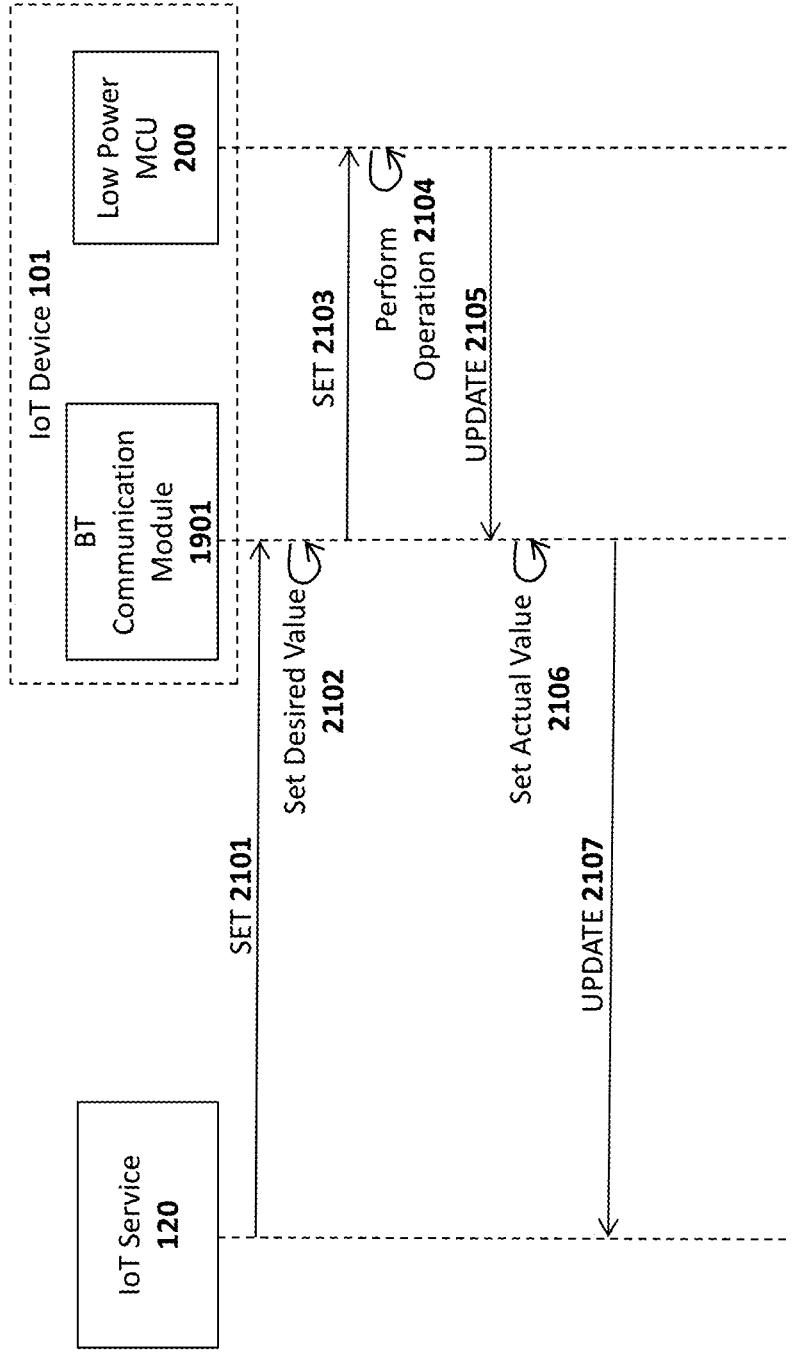 IoT Device 101
IoT Service
120
BT
Communication
Module
1901
Low Power
MCU
200
SET 2101
Set Desired Value
2102
SET 2103
Perform
Operation 2104
UPDATE 2105
Set Actual Value
2106
UPDATE 2107